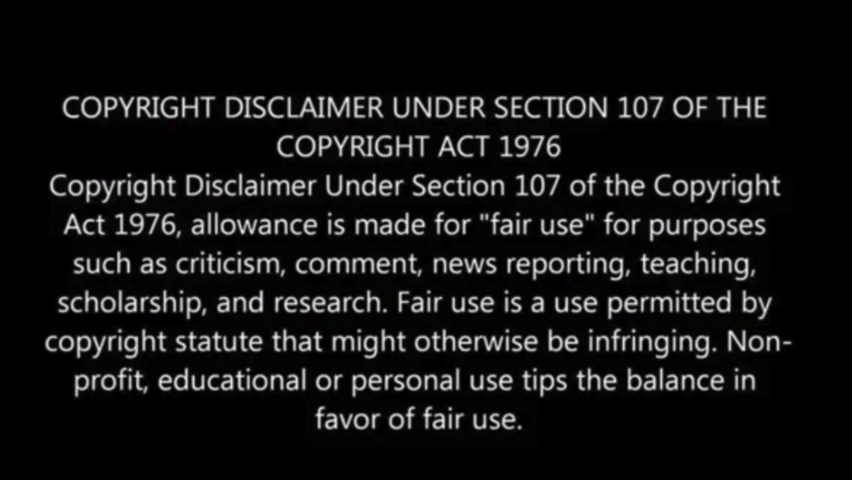 COPYRIGHT DISCLAIMER UNDER SECTION 107 OF THE
COPYRIGHT ACT 1976
Copyright Disclaimer Under Section 107 of the Copyright
Act 1976, allowance is made for "fair use" for purposes
such as criticism, comment, news reporting, teaching,
scholarship, and research. Fair use is a use permitted by
copyright statute that might otherwise be infringing. Non-
profit, educational or personal use tips the balance in
favor of fair use.